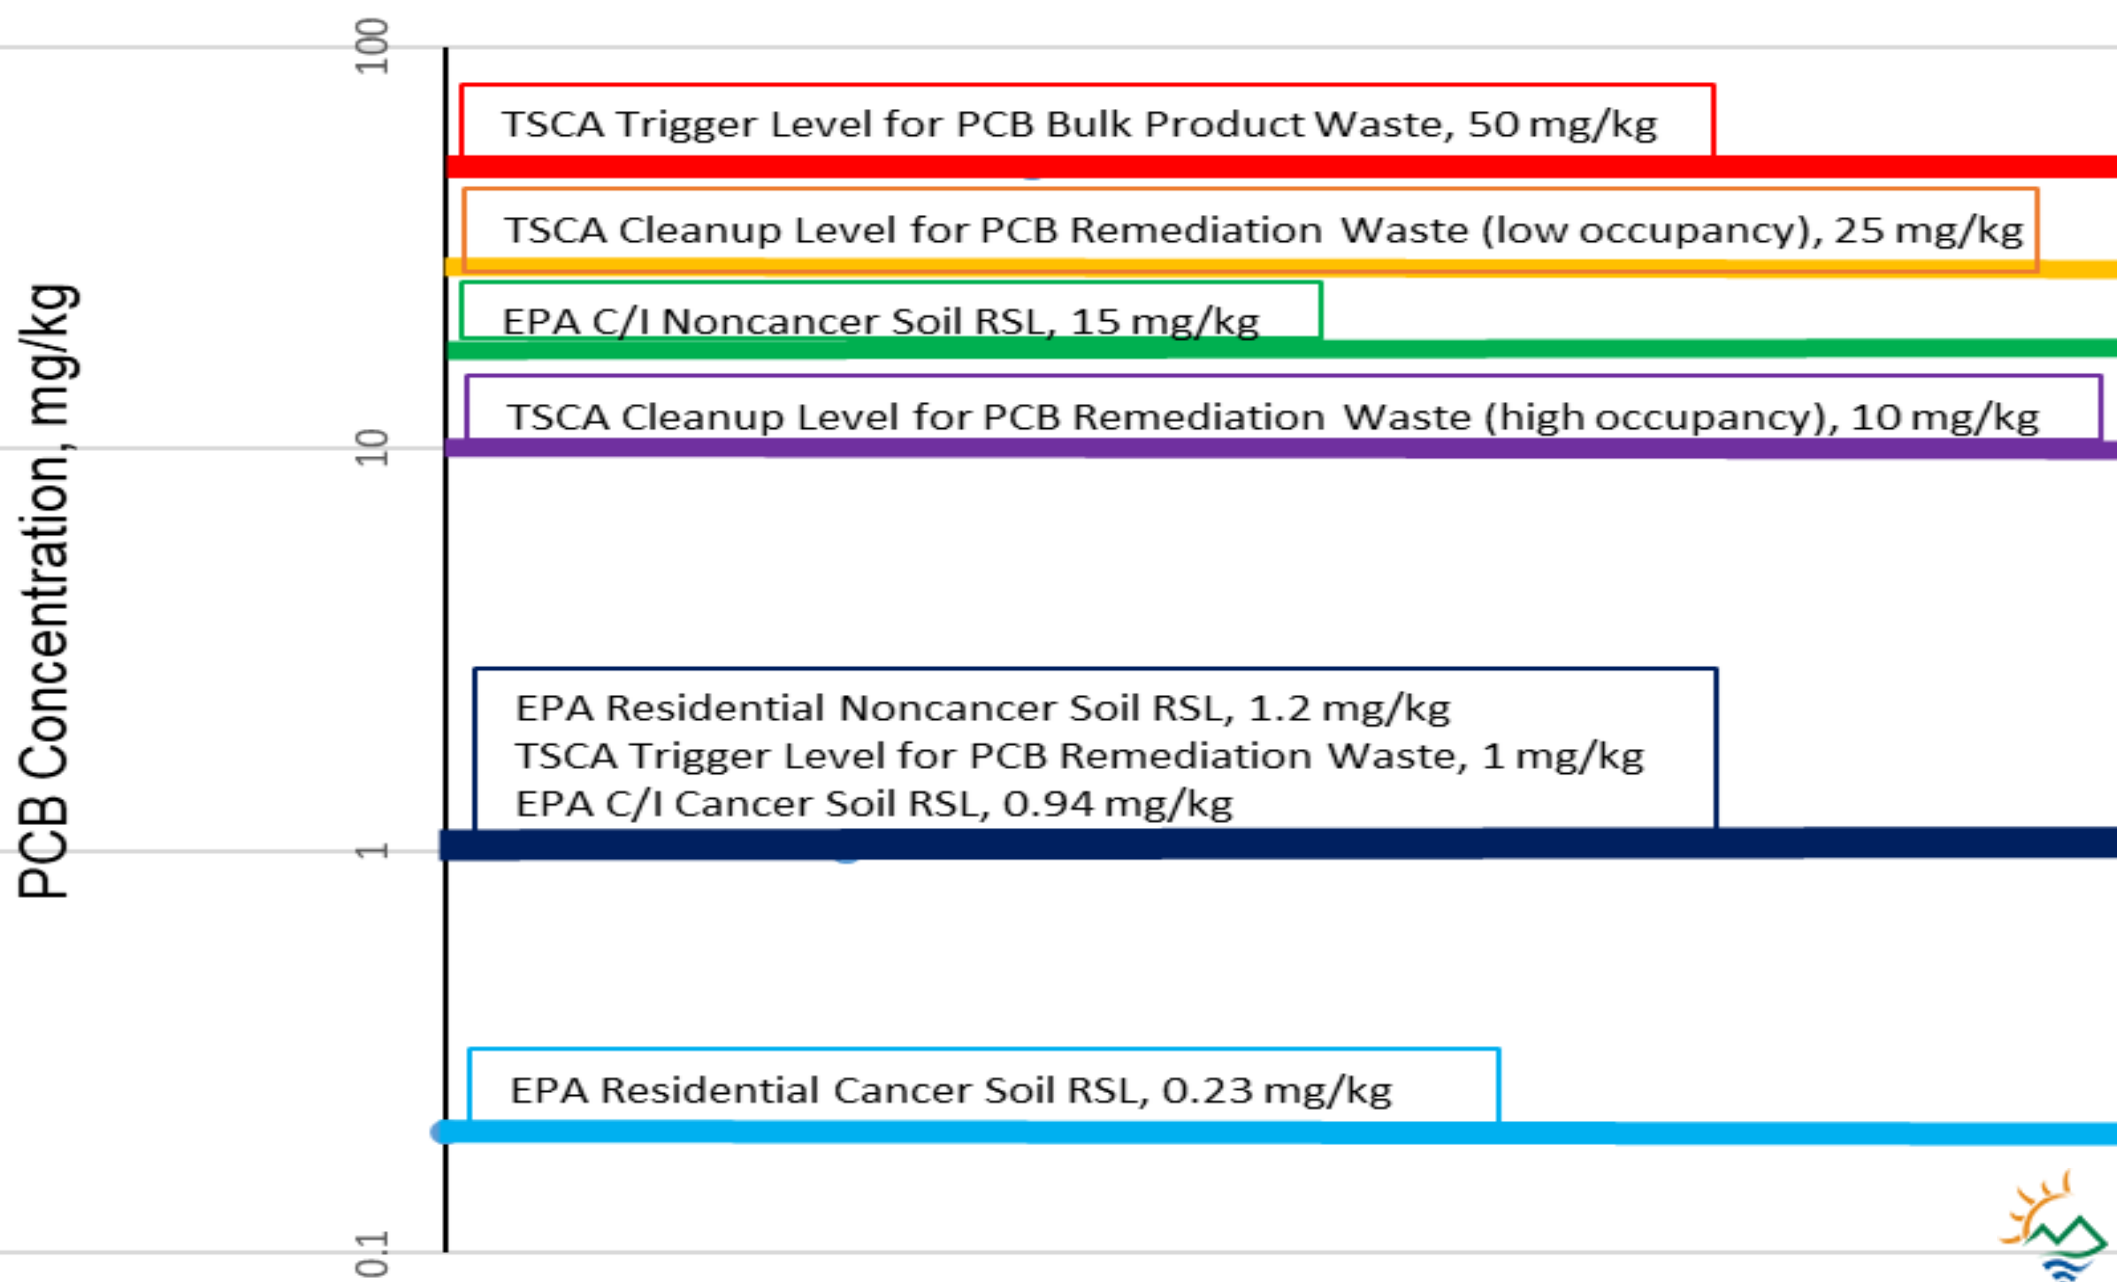 PCB Concentration, mg/kg
100
TSCA Trigger Level for PCB Bulk Product Waste, 50 mg/kg
TSCA Cleanup Level for PCB Remediation Waste (low occupancy), 25 mg/kg
EPA C/I Noncancer Soil RSL, 15 mg/kg
TSCA Cleanup Level for PCB Remediation Waste (high occupancy), 10 mg/kg
10
EPA Residential Noncancer Soil RSL, 1.2 mg/kg
TSCA Trigger Level for PCB Remediation Waste, 1 mg/kg
EPA C/I Cancer Soil RSL, 0.94 mg/kg
1
EPA Residential Cancer Soil RSL, 0.23 mg/kg
0.1